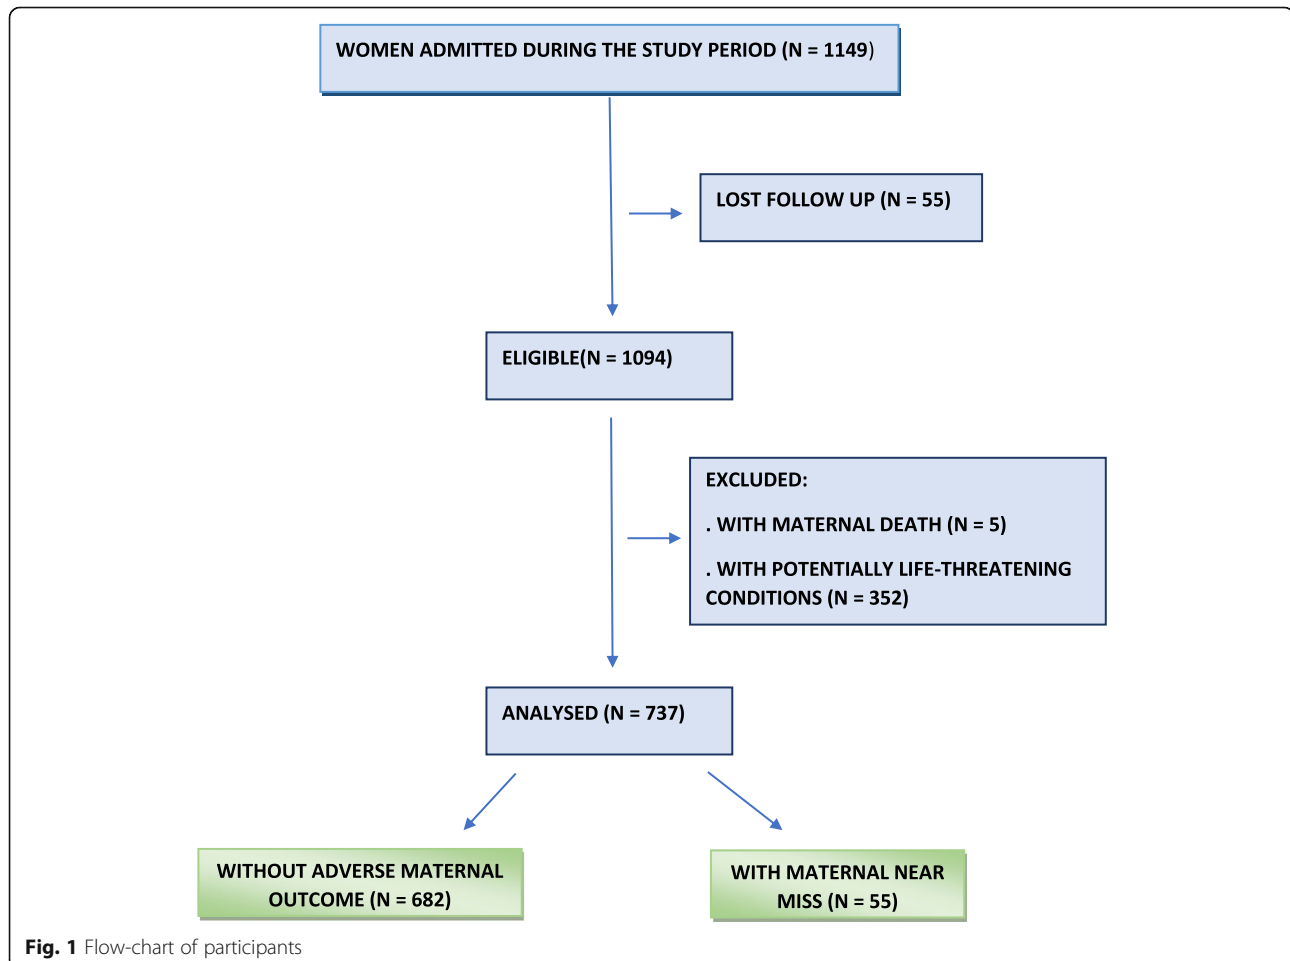 WOMEN ADMITTED DURING THE STUDY PERIOD (N = 1149)
LOST FOLLOW UP (N = 55)
ELIGIBLE(N = 1094)
EXCLUDED:
. WITH MATERNAL DEATH (N = 5)
. WITH POTENTIALLY LIFE-THREATENING
CONDITIONS (N = 352)
ANALYSED (N = 737)
WITHOUT ADVERSE MATERNAL
OUTCOME (N = 682)
WITH MATERNAL NEAR
MISS (N = 55)
Fig. 1 Flow-chart of participants